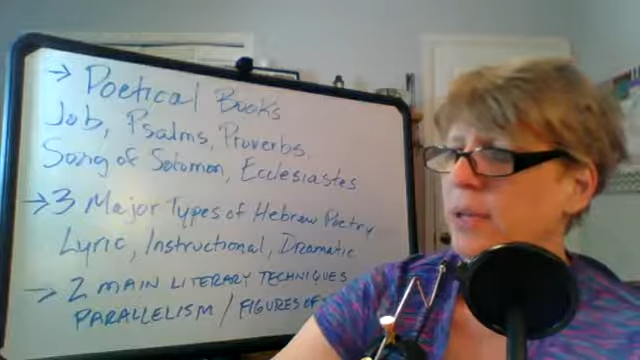 → Poetical Books
Job, Psalms, Proverbs,
Song of Solomon, Ecclesiastes
→ 3 Major Types of Hebrew Poetry
Lyric, Instructional, Dramatic
→ 2 MAIN LITERARY TECHNIQUES
PARALLELISM / FIGURES OF